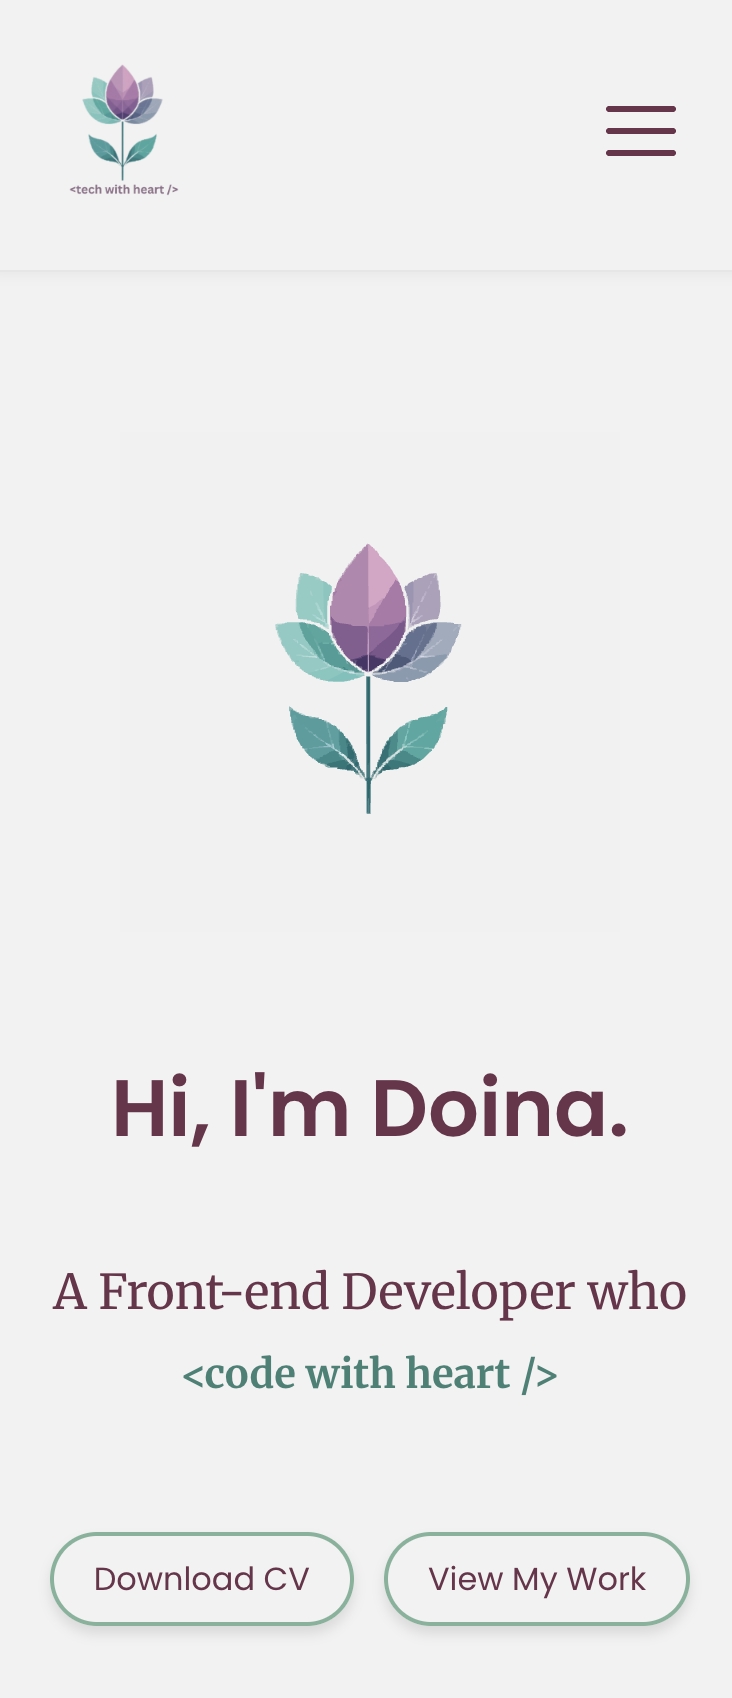 <tech with heart />
Hi, I'm Doina.
A Front-end Developer who
<code with heart />
Download CV
View My Work